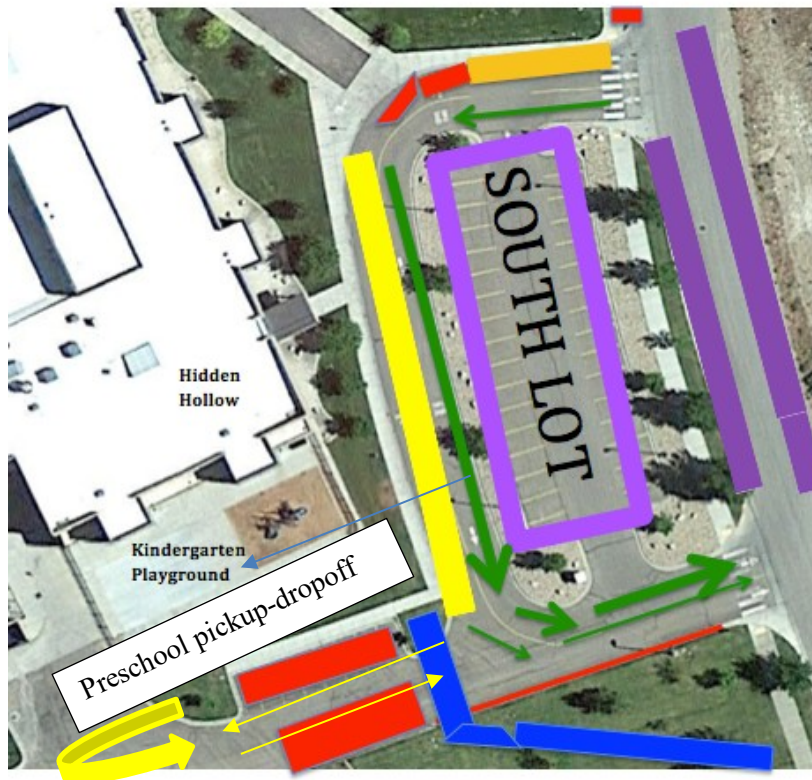 SOUTH LOT
Hidden
Hollow
Kindergarten
Playground
Preschool pickup-dropoff